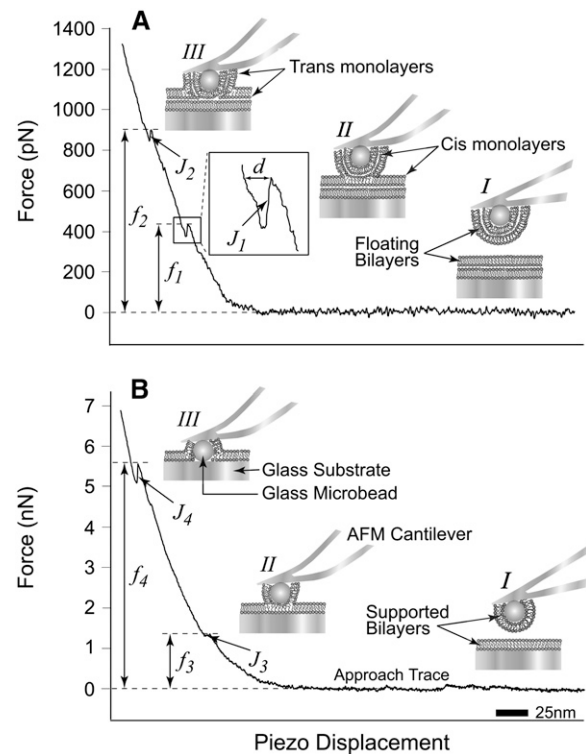 A
Force (pN)
1400
1200
1000
800
600
400
200
0
III
Trans monolayers
II
Cis monolayers
I
Floating
Bilayers
J2
f2
f1
d
J1
B
Force (nN)
7
6
5
4
3
2
1
0
III
Glass Substrate
Glass Microbead
AFM Cantilever
II
I
Supported
Bilayers
J4
f4
J3
f3
Approach Trace
25nm
Piezo Displacement